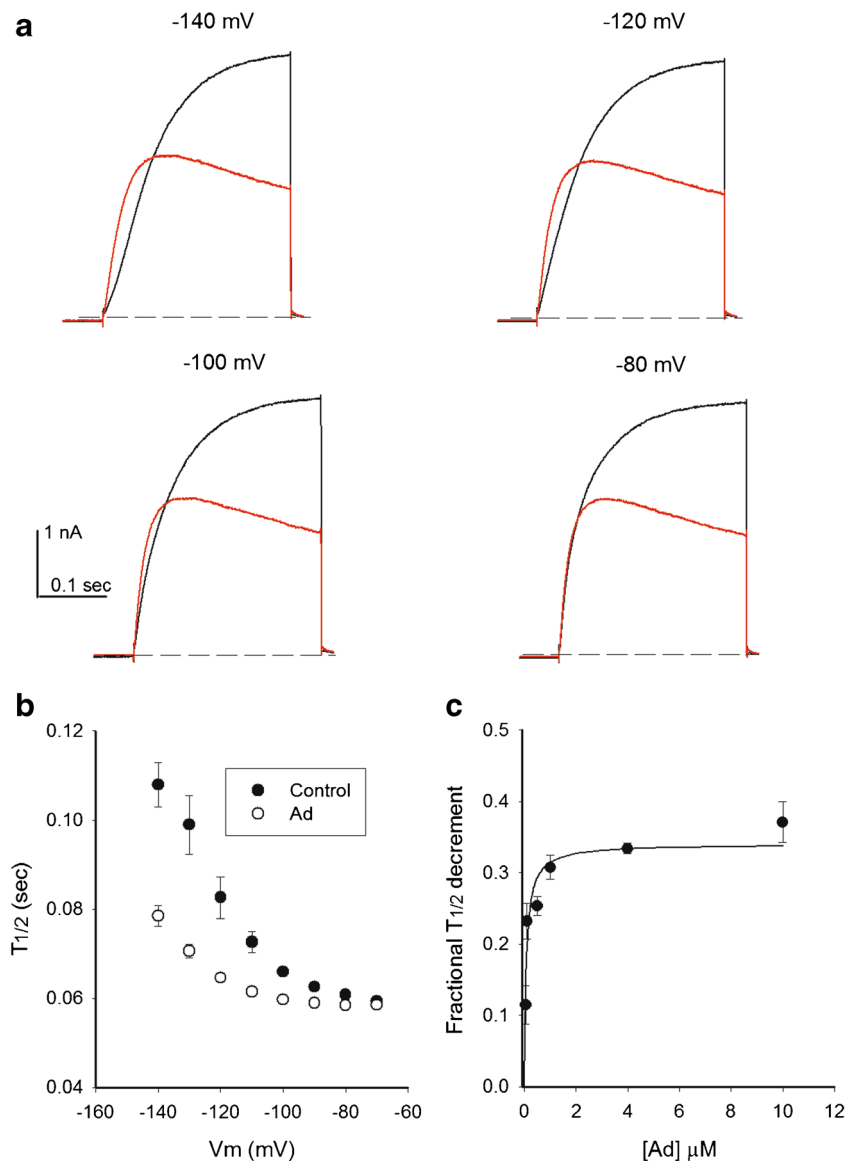 a
-140 mV
-120 mV
-100 mV
-80 mV
1 nA
0.1 sec
b
0.12
0.10
0.08
0.06
0.04
T1/2 (sec)
Control
Ad
-160
-140
-120
-100
-80
-60
Vm (mV)
c
0.5
0.4
0.3
0.2
0.1
0.0
Fractional T1/2 decrement
0
2
4
6
8
10
[Ad] μM